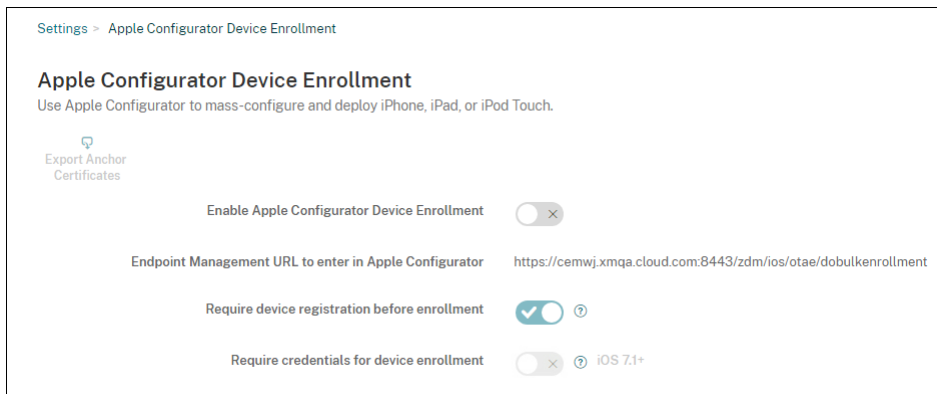 Settings > Apple Configurator Device Enrollment
Apple Configurator Device Enrollment
Use Apple Configurator to mass-configure and deploy iPhone, iPad, or iPod Touch.
Export Anchor
Certificates
Enable Apple Configurator Device Enrollment
Endpoint Management URL to enter in Apple Configurator https://cemwj.xmqa.cloud.com:8443/zdm/ios/otae/dobulkenrollment
Require device registration before enrollment ?
Require credentials for device enrollment ? iOS 7.1+